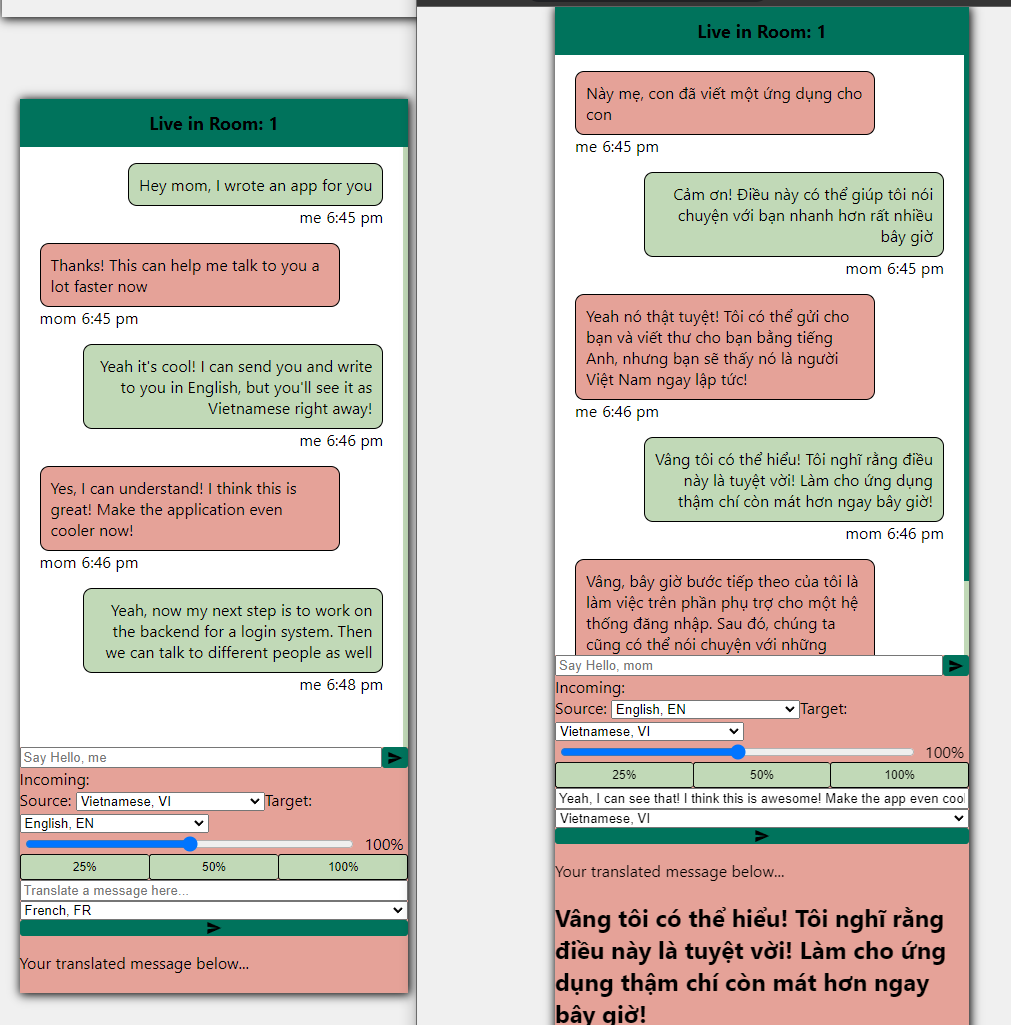 Live in Room: 1
Hey mom, I wrote an app for you
me 6:45 pm
Thanks! This can help me talk to you a
lot faster now
mom 6:45 pm
Yeah it's cool! I can send you and write
to you in English, but you'll see it as
Vietnamese right away!
me 6:46 pm
Yes, I can understand! I think this is
great! Make the application even
cooler now!
mom 6:46 pm
Yeah, now my next step is to work on
the backend for a login system. Then
we can talk to different people as well
me 6:48 pm
Say Hello, me
Incoming:
Source: Vietnamese, VI Target:
English, EN
100%
25% 50% 100%
Translate a message here...
French, FR
Your translated message below...
Live in Room: 1
Này mẹ, con đã viết một ứng dụng cho
con
me 6:45 pm
Cảm ơn! Điều này có thể giúp tôi nói
chuyện với bạn nhanh hơn rất nhiều
bây giờ
mom 6:45 pm
Yeah nó thật tuyệt! Tôi có thể gửi cho
bạn và viết thư cho bạn bằng tiếng
Anh, nhưng bạn sẽ thấy nó là người
Việt Nam ngay lập tức!
me 6:46 pm
Vâng tôi có thể hiểu! Tôi nghĩ rằng điều
này là tuyệt vời! Làm cho ứng dụng
thậm chí còn mát hơn ngay bây giờ!
mom 6:46 pm
Vâng, bây giờ bước tiếp theo của tôi là
làm việc trên phần phụ trợ cho một hệ
thống đăng nhập. Sau đó, chúng ta
cũng có thể nói chuyện với những
Say Hello, mom
Incoming:
Source: English, EN Target:
Vietnamese, VI
100%
25% 50% 100%
Yeah, I can see that! I think this is awesome! Make the app even cool
Vietnamese, VI
Your translated message below...
Vâng tôi có thể hiểu! Tôi nghĩ rằng
điều này là tuyệt vời! Làm cho ứng
dụng thậm chí còn mát hơn ngay
bây giờ!